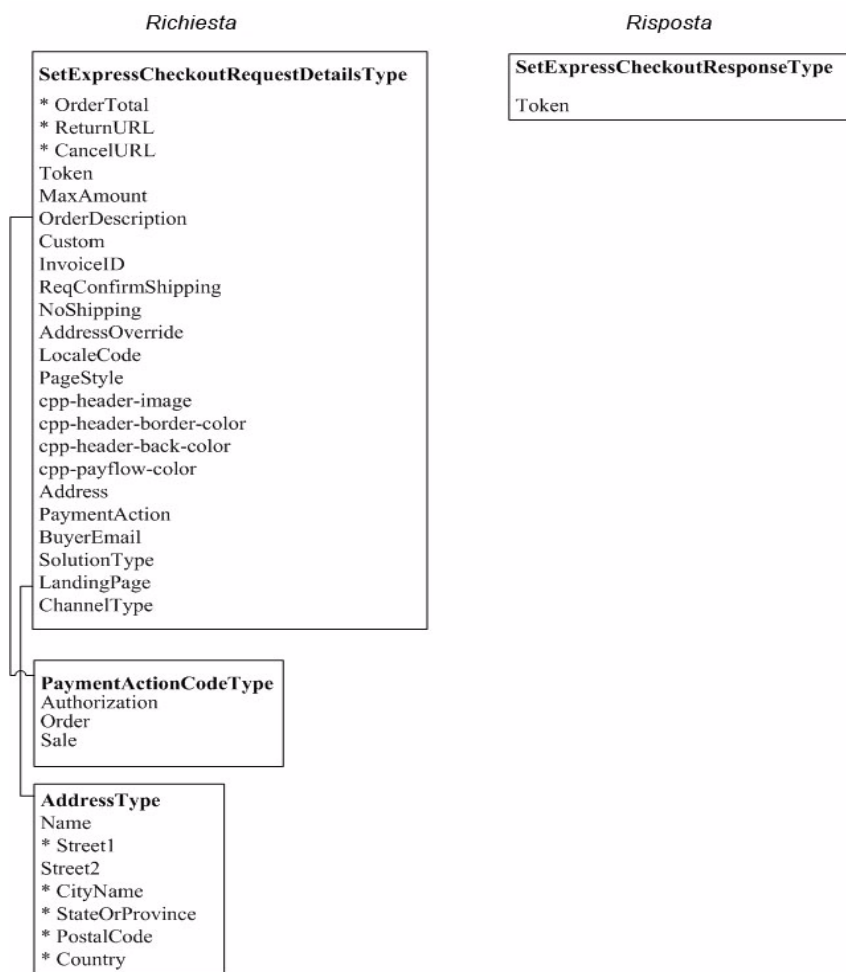 Richiesta
SetExpressCheckoutRequestDetailsType
* OrderTotal
* ReturnURL
* CancelURL
Token
MaxAmount
OrderDescription
Custom
InvoiceID
ReqConfirmShipping
NoShipping
AddressOverride
LocaleCode
PageStyle
cpp-header-image
cpp-header-border-color
cpp-header-back-color
cpp-payflow-color
Address
PaymentAction
BuyerEmail
SolutionType
LandingPage
ChannelType
PaymentActionCodeType
Authorization
Order
Sale
AddressType
Name
* Street1
Street2
* CityName
* StateOrProvince
* PostalCode
* Country
Risposta
SetExpressCheckoutResponseType
Token